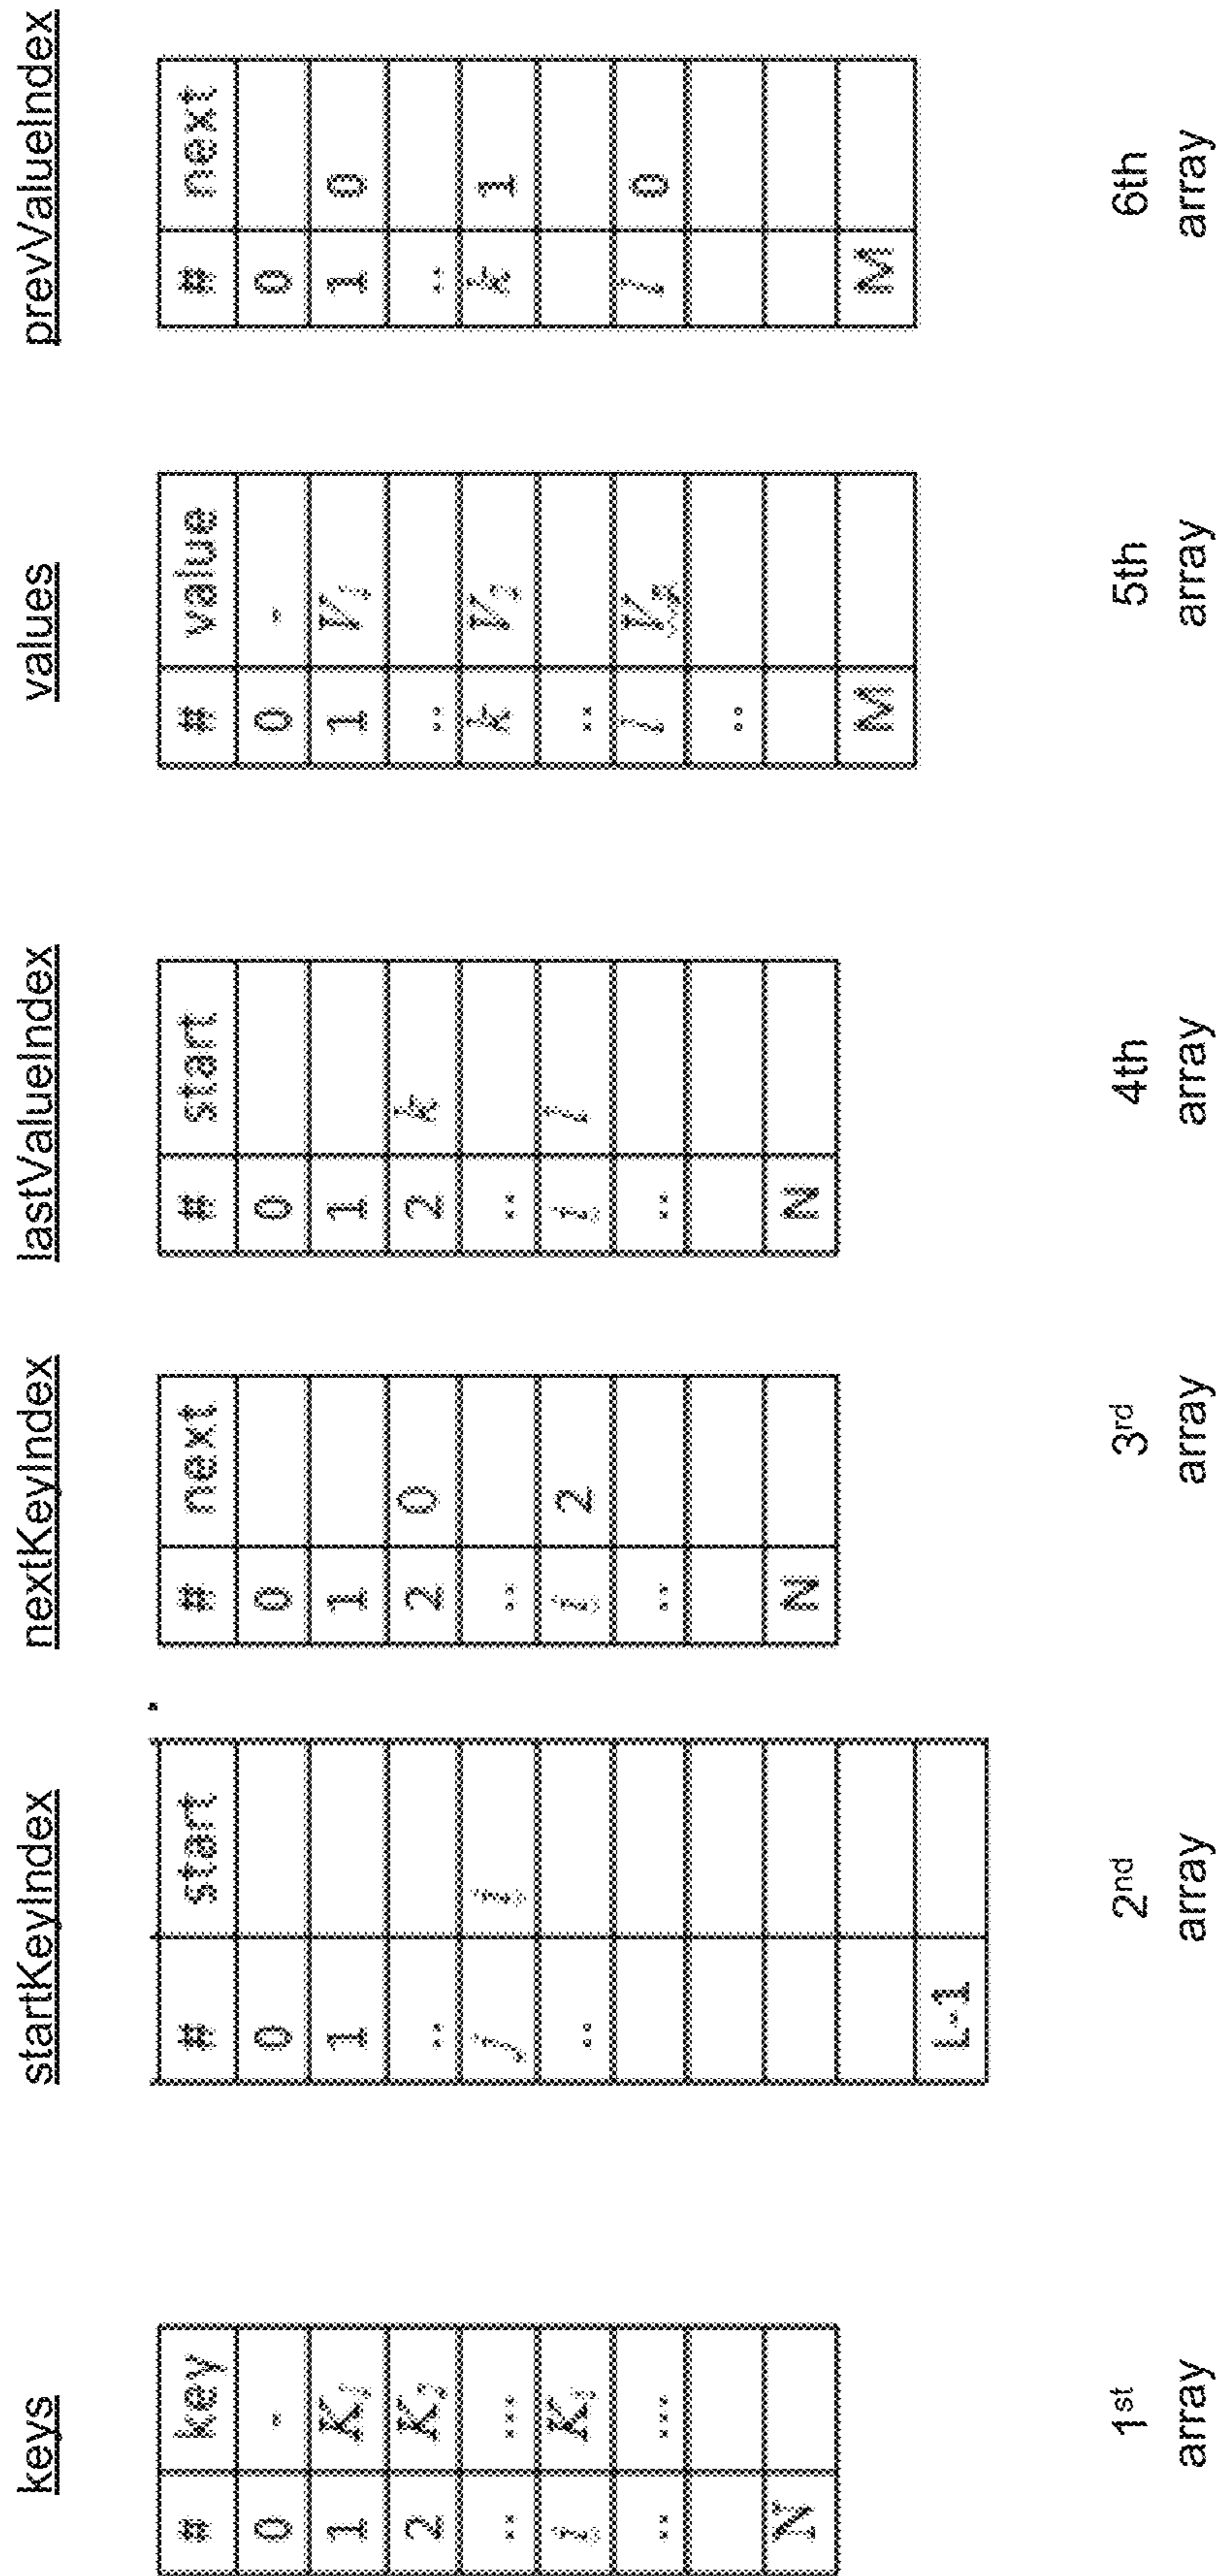 keys
# key
0 -
1 K₁
2 K₂
.. ...
i Kᵢ
.. ...
N
1st
array
startKeyIndex
# start
0
1
..
j i
..
L-1
2nd
array
nextKeyIndex
# next
0
1
2 0
..
i 2
..
N
3rd
array
lastValueIndex
# start
0
1
2 k
..
i l
..
N
4th
array
values
# value
0 -
1 V₁
..
k V₂
..
l V₃
..
M
5th
array
prevValueIndex
# next
0
1 0
..
k 1
l 0
M
6th
array